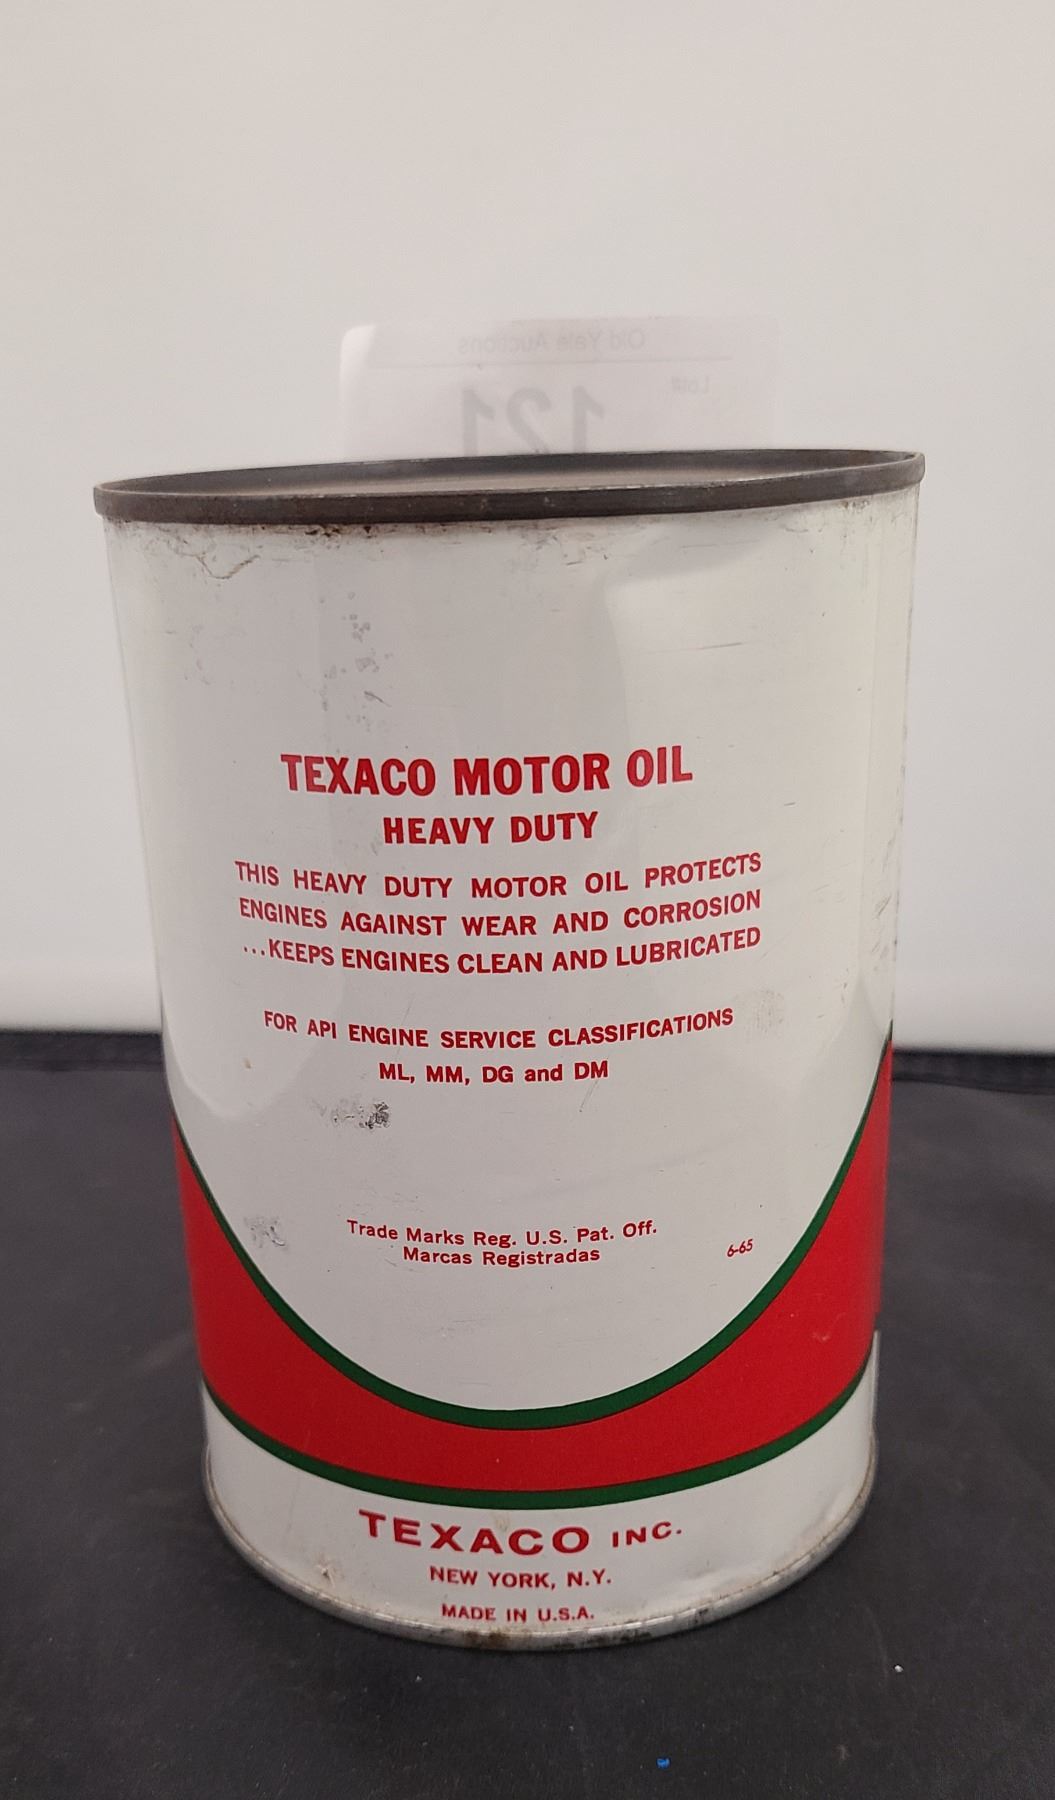 Old Yale Auctions
Lot#
121
TEXACO MOTOR OIL
HEAVY DUTY
THIS HEAVY DUTY MOTOR OIL PROTECTS
ENGINES AGAINST WEAR AND CORROSION
...KEEPS ENGINES CLEAN AND LUBRICATED
FOR API ENGINE SERVICE CLASSIFICATIONS
ML, MM, DG and DM
Trade Marks Reg. U.S. Pat. Off.
Marcas Registradas
6-65
TEXACO INC.
NEW YORK, N.Y.
MADE IN U.S.A.